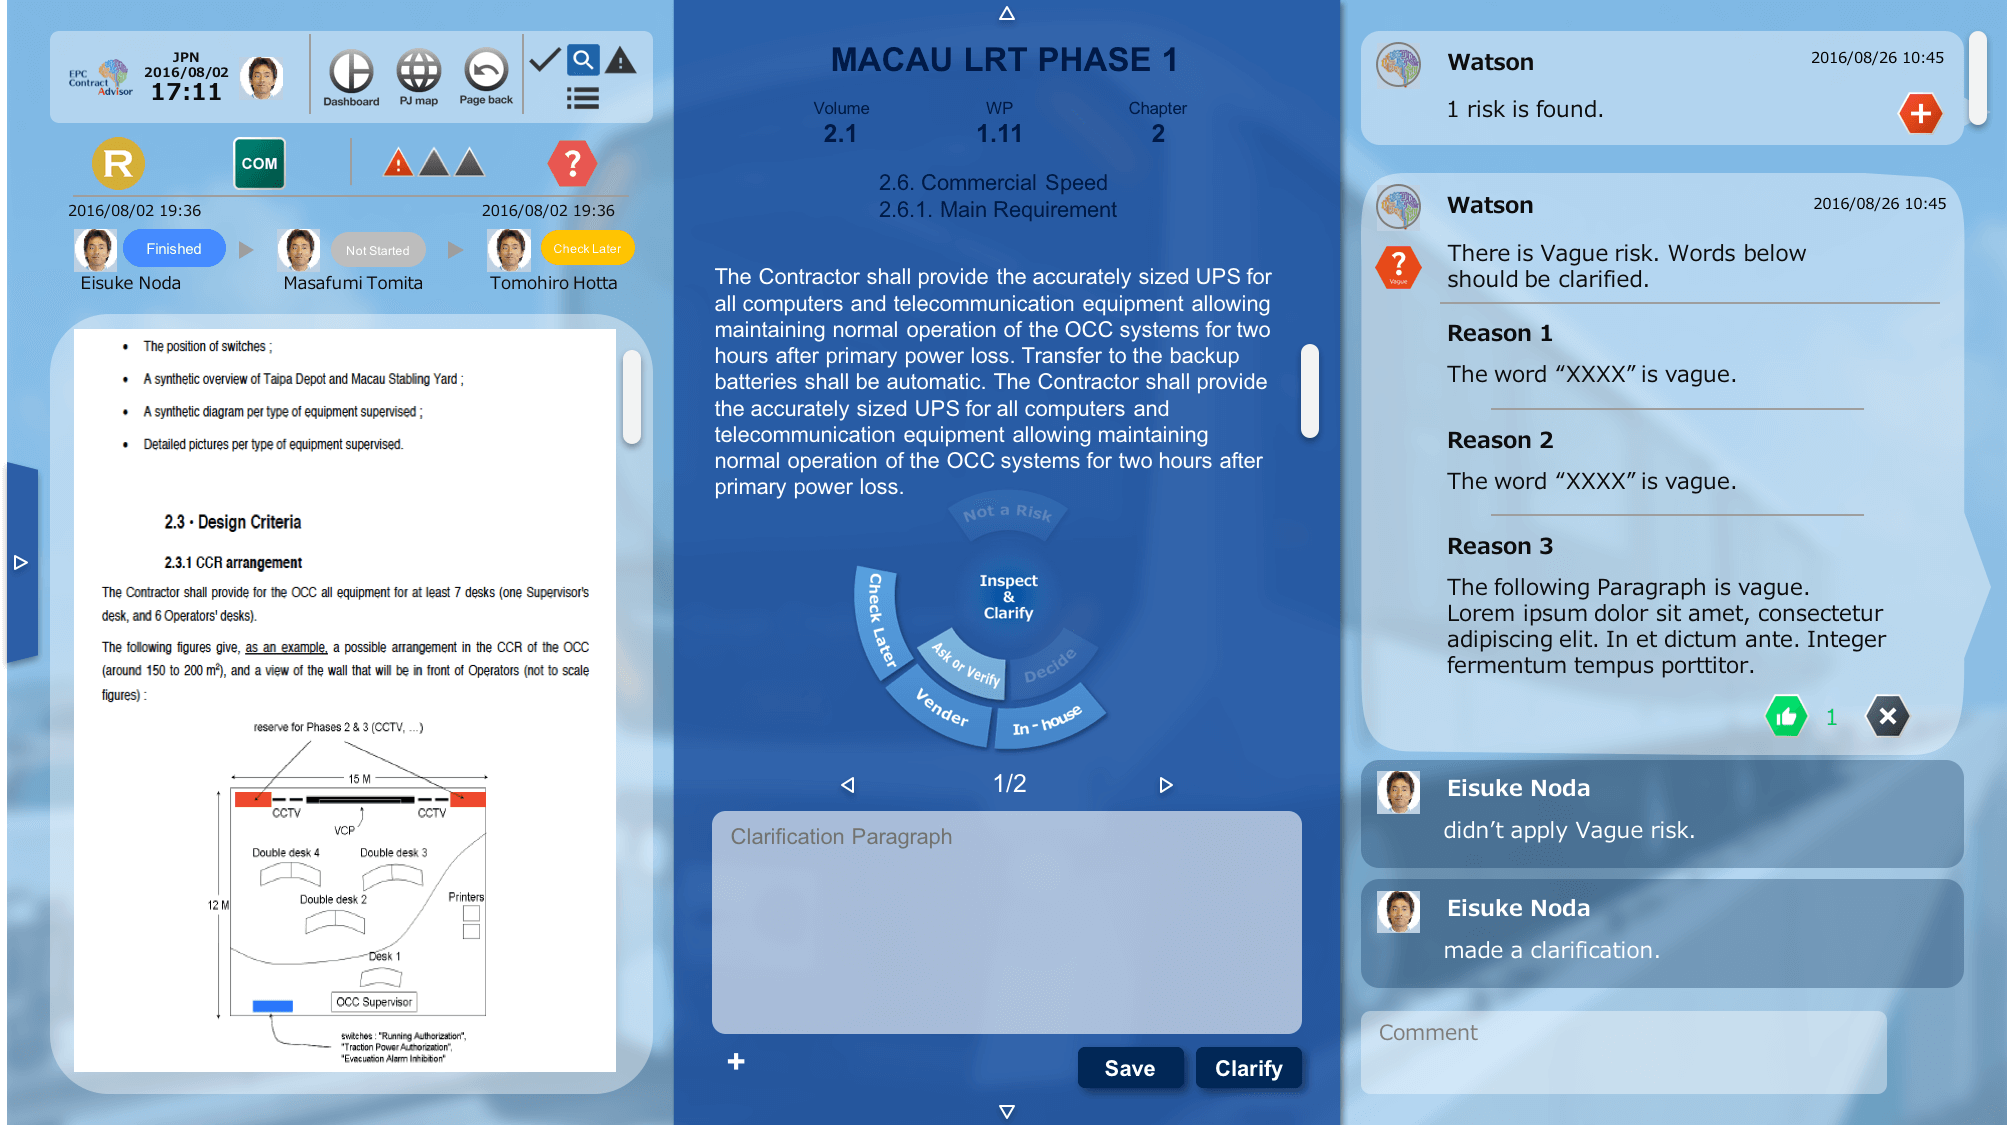 EPC
Contract
Advisor
JPN
2016/08/02
17:11
Dashboard
PJ map
Page back
R
COM
!
?
2016/08/02 19:36
2016/08/02 19:36
Finished
Not Started
Check Later
Eisuke Noda
Masafumi Tomita
Tomohiro Hotta
• The position of switches ;
• A synthetic overview of Taipa Depot and Macau Stabling Yard ;
• A synthetic diagram per type of equipment supervised ;
• Detailed pictures per type of equipment supervised.
2.3 · Design Criteria
2.3.1 CCR arrangement
The Contractor shall provide for the OCC all equipment for at least 7 desks (one Supervisor's
desk, and 6 Operators' desks).
The following figures give, as an example, a possible arrangement in the CCR of the OCC
(around 150 to 200 m²), and a view of the wall that will be in front of Operators (not to scale
figures) :
reserve for Phases 2 & 3 (CCTV, ...)
15 M
CCTV
CCTV
VCP
Double desk 4
Double desk 3
Double desk 2
Printers
12 M
Desk 1
OCC Supervisor
switches : "Running Authorization",
"Traction Power Authorization",
"Evacuation Alarm Inhibition"
MACAU LRT PHASE 1
Volume
WP
Chapter
2.1
1.11
2
2.6. Commercial Speed
2.6.1. Main Requirement
The Contractor shall provide the accurately sized UPS for
all computers and telecommunication equipment allowing
maintaining normal operation of the OCC systems for two
hours after primary power loss. Transfer to the backup
batteries shall be automatic. The Contractor shall provide
the accurately sized UPS for all computers and
telecommunication equipment allowing maintaining
normal operation of the OCC systems for two hours after
primary power loss.
Not a Risk
Inspect
&
Clarify
Check Later
Ask or Verify
Decide
Vender
In - house
1/2
Clarification Paragraph
+
Save
Clarify
Watson
2016/08/26 10:45
1 risk is found.
+
Watson
2016/08/26 10:45
?
Vague
There is Vague risk. Words below
should be clarified.
Reason 1
The word “XXXX” is vague.
Reason 2
The word “XXXX” is vague.
Reason 3
The following Paragraph is vague.
Lorem ipsum dolor sit amet, consectetur
adipiscing elit. In et dictum ante. Integer
fermentum tempus porttitor.
1
Eisuke Noda
didn’t apply Vague risk.
Eisuke Noda
made a clarification.
Comment